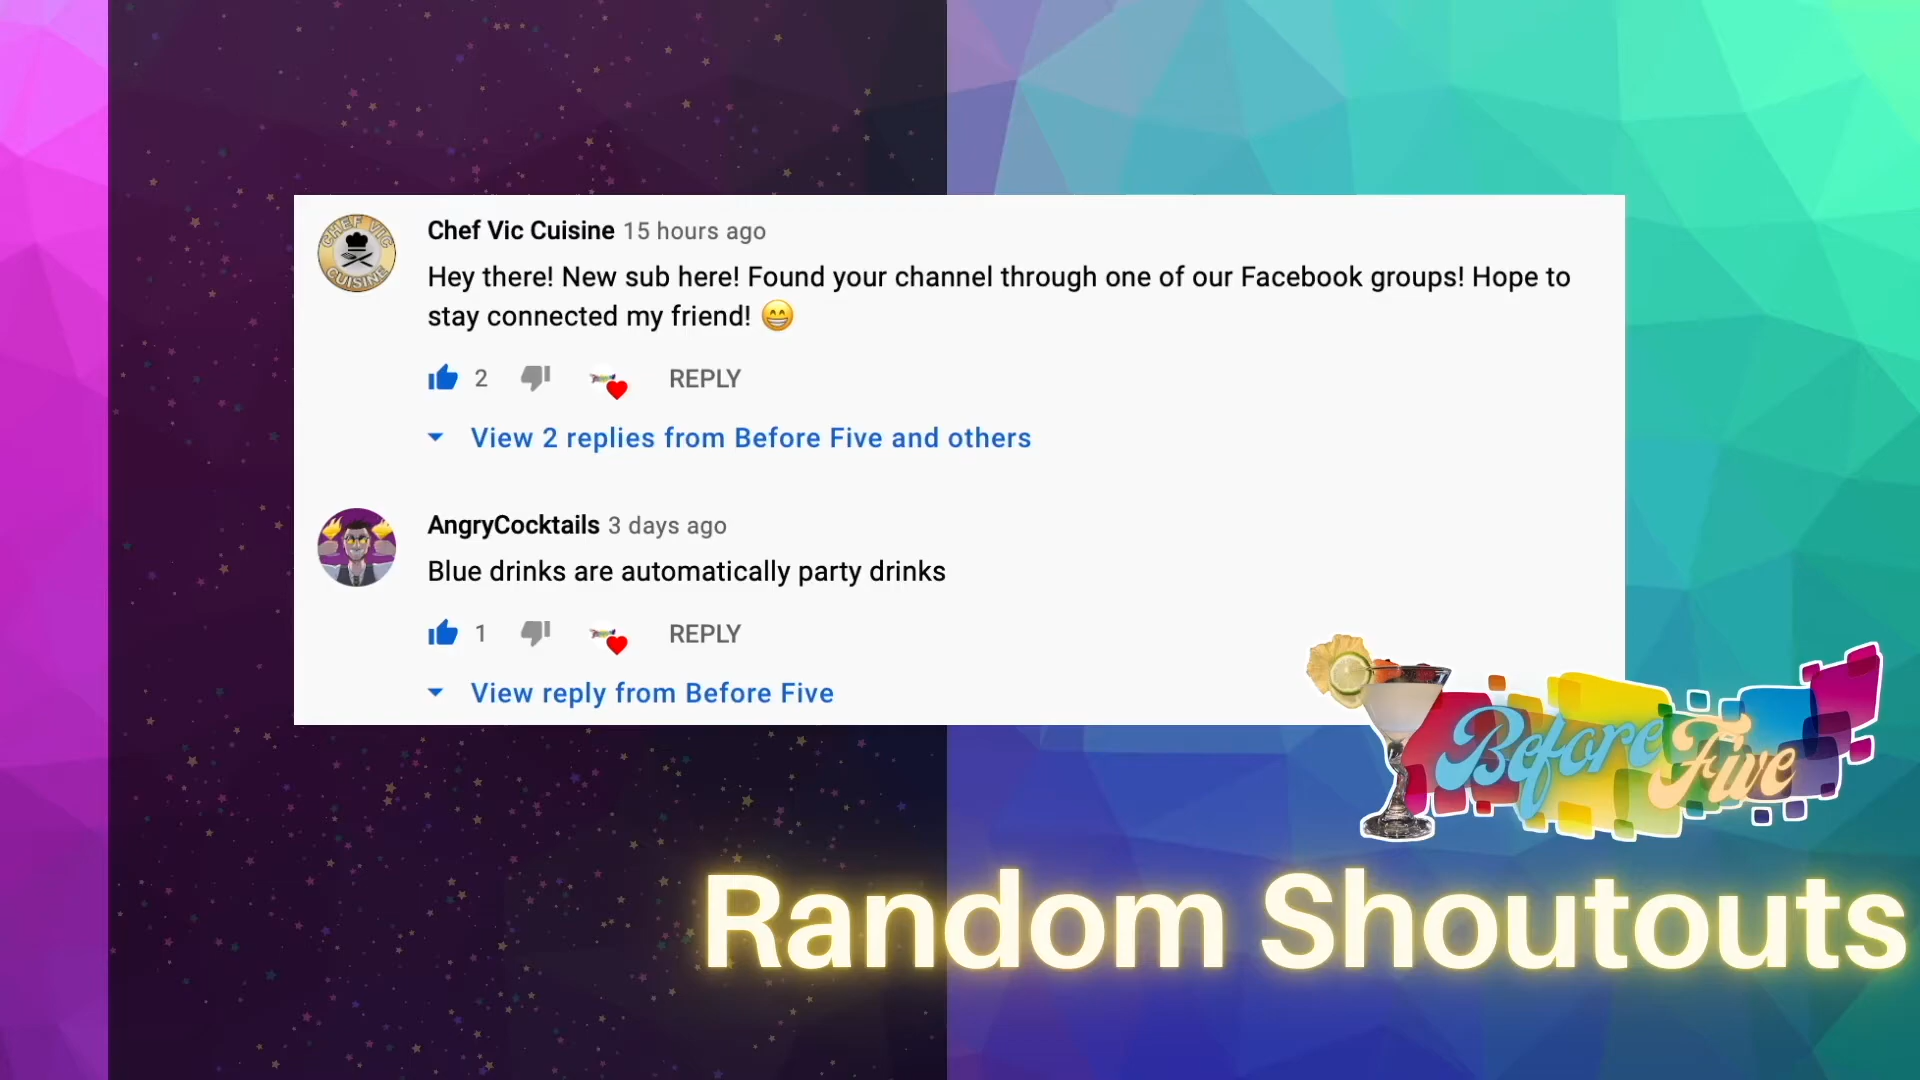 CHEF VIC
CUISINE
Chef Vic Cuisine 15 hours ago
Hey there! New sub here! Found your channel through one of our Facebook groups! Hope to
stay connected my friend! 😁
2 REPLY
View 2 replies from Before Five and others
AngryCocktails 3 days ago
Blue drinks are automatically party drinks
1 REPLY
View reply from Before Five
Before Five
Random Shoutouts